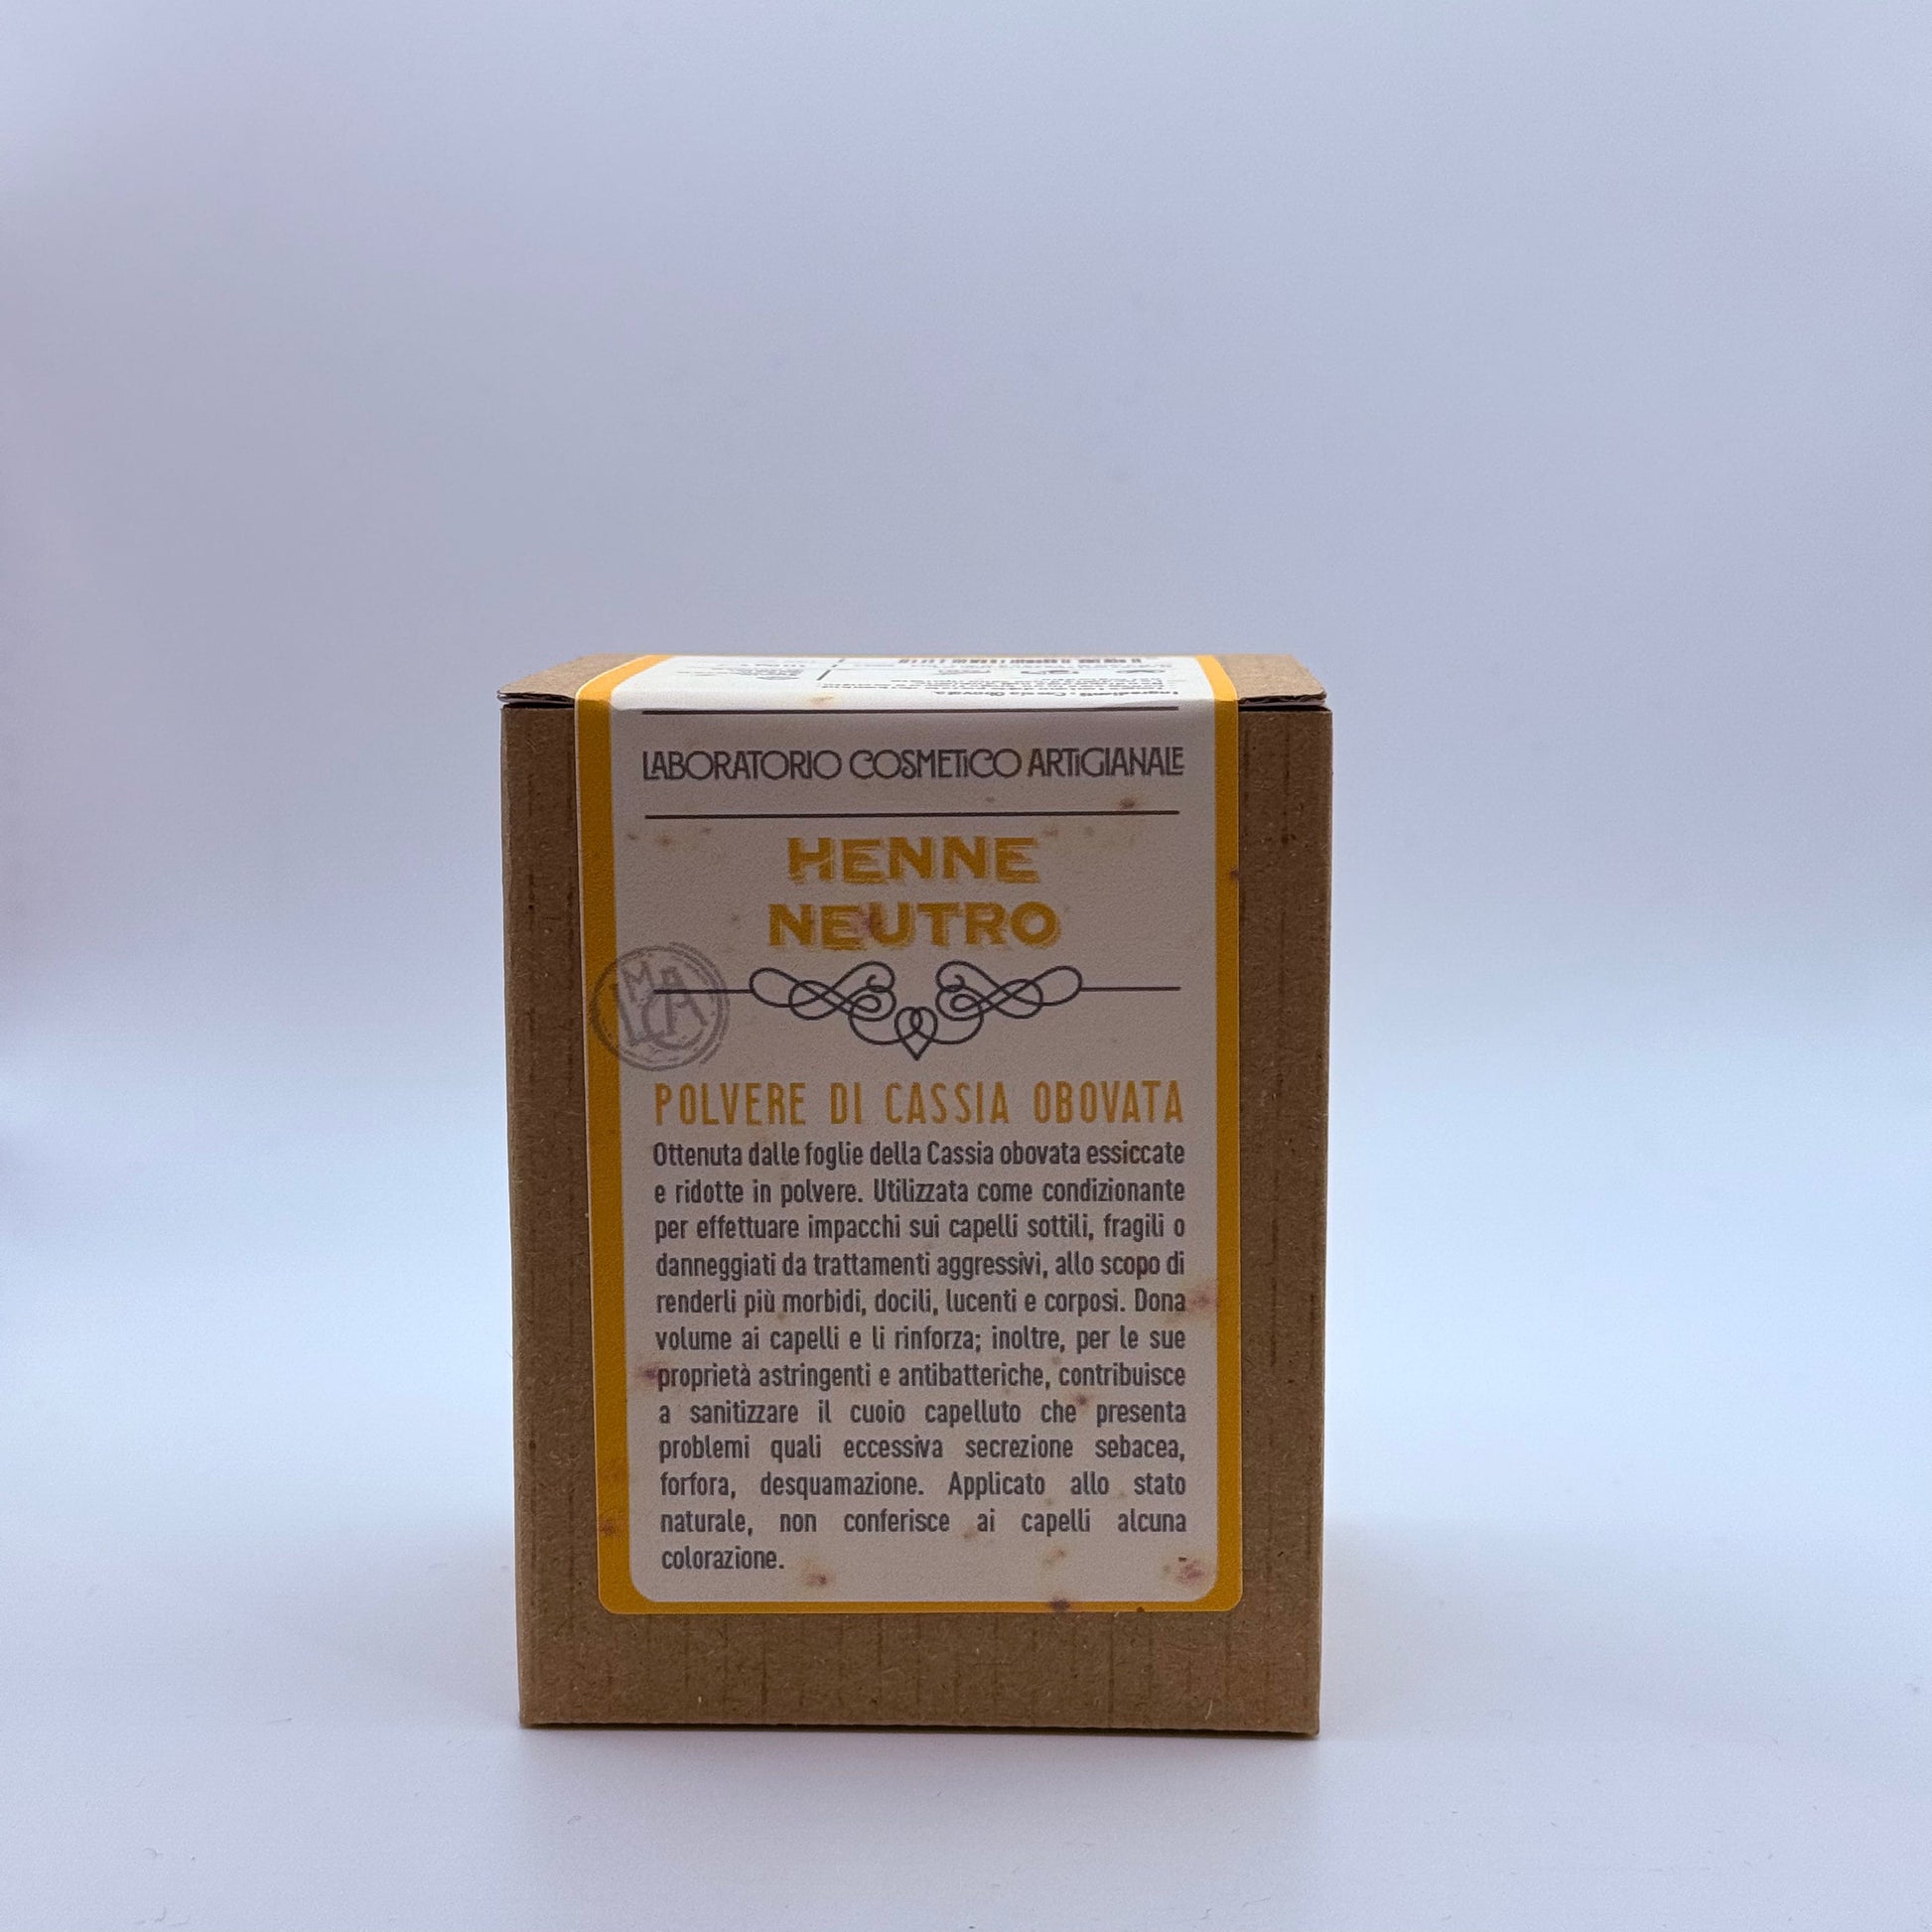 LABORATORIO COSMETICO ARTIGIANALE
HENNE
NEUTRO
POLVERE DI CASSIA OBOVATA
Ottenuta dalle foglie della Cassia obovata essiccate
e ridotte in polvere. Utilizzata come condizionante
per effettuare impacchi sui capelli sottili, fragili o
danneggiati da trattamenti aggressivi, allo scopo di
renderli più morbidi, docili, lucenti e corposi. Dona
volume ai capelli e li rinforza; inoltre, per le sue
proprietà astringenti e antibatteriche, contribuisce
a sanitizzare il cuoio capelluto che presenta
problemi quali eccessiva secrezione sebacea,
forfora, desquamazione. Applicato allo stato
naturale, non conferisce ai capelli alcuna
colorazione.